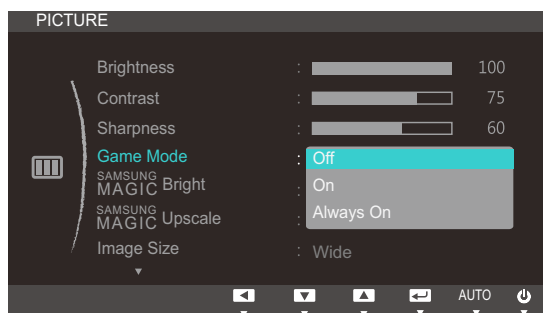 PICTURE
Brightness : 100
Contrast : 75
Sharpness : 60
Game Mode : Off
On
Always On
SAMSUNG
MAGIC Bright :
SAMSUNG
MAGIC Upscale :
Image Size : Wide
AUTO